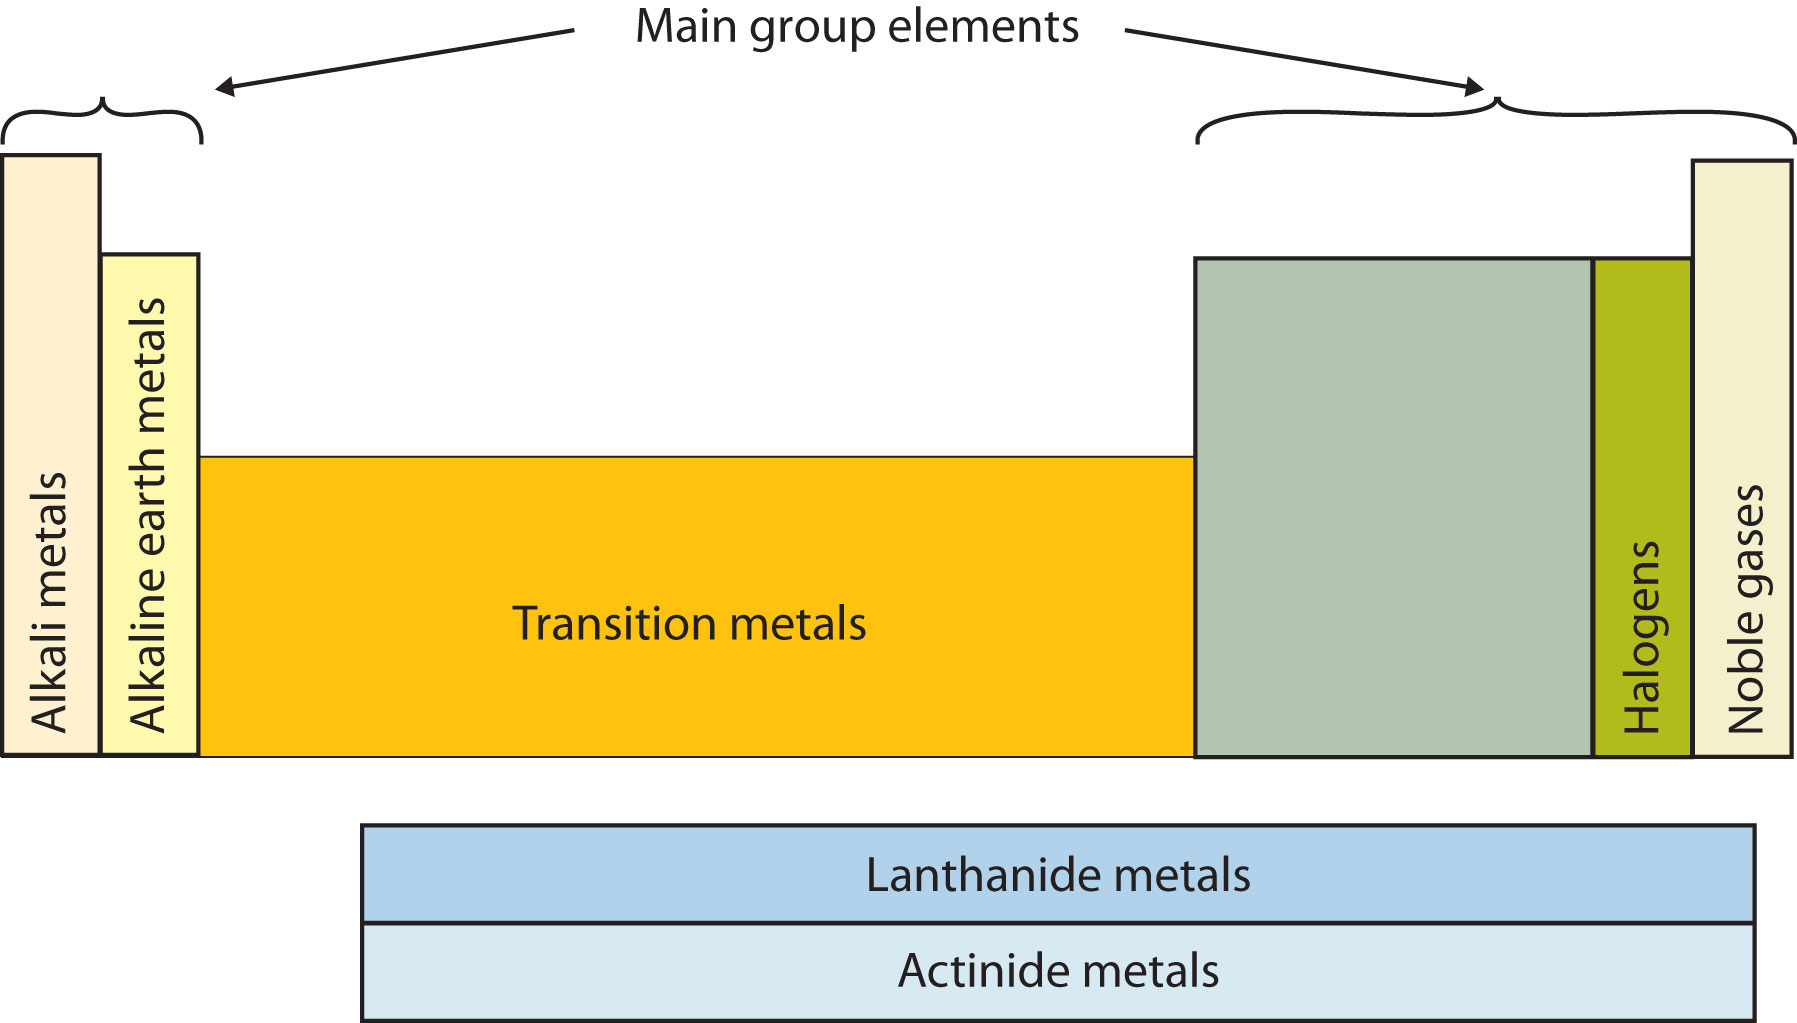 Main group elements
Alkali metals
Alkaline earth metals
Transition metals
Halogens
Noble gases
Lanthanide metals
Actinide metals